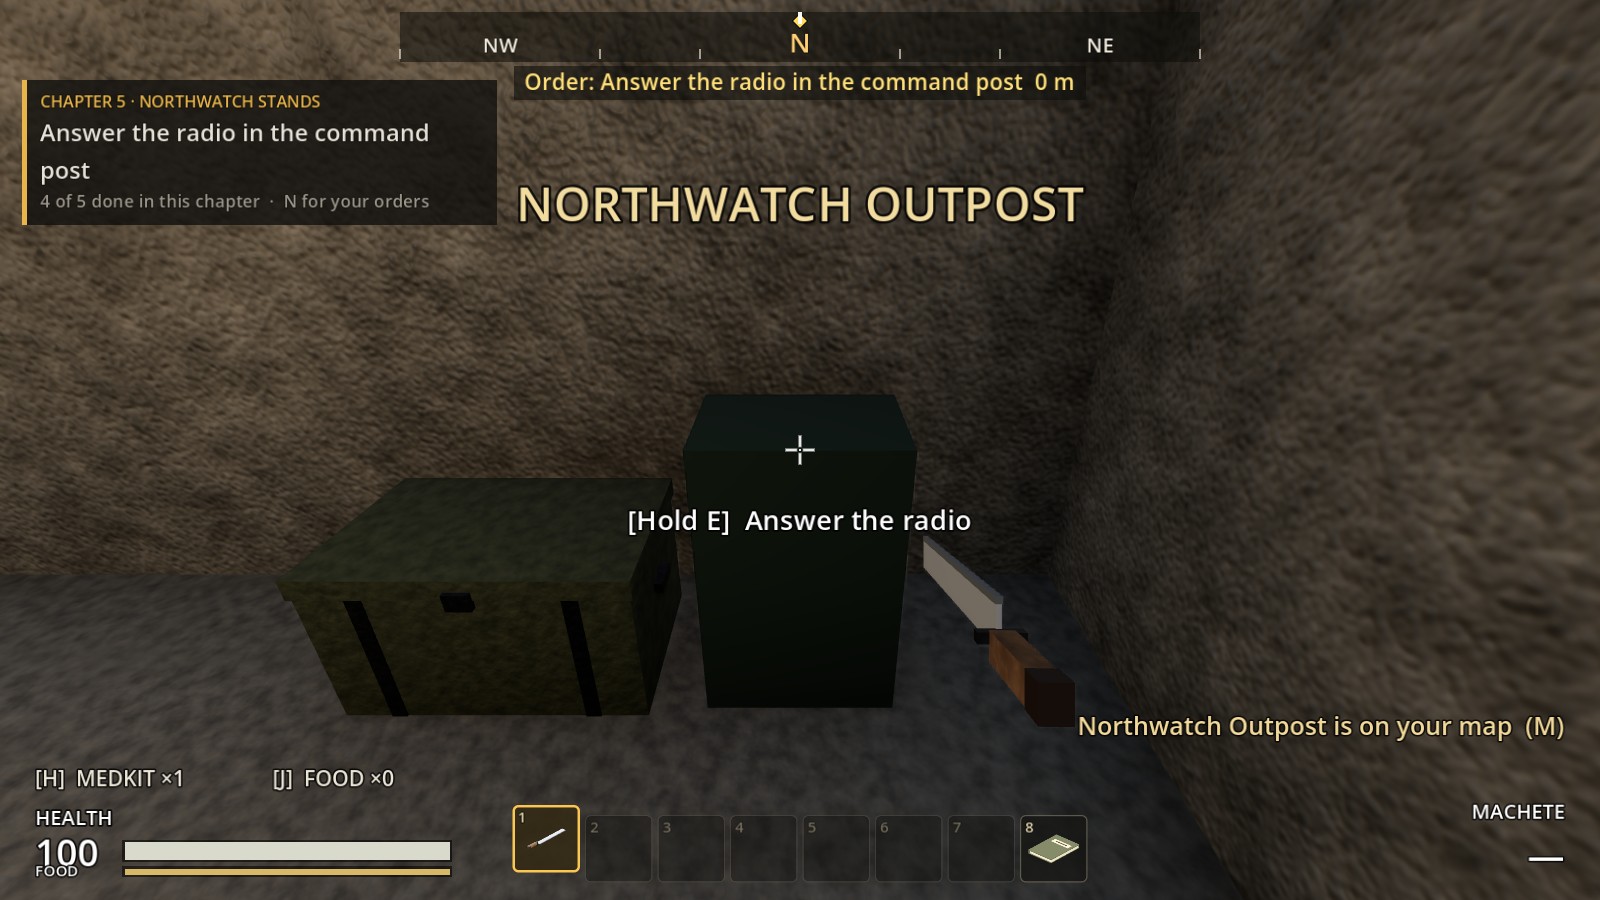 NW
N
NE
Order: Answer the radio in the command post 0 m
CHAPTER 5 · NORTHWATCH STANDS
Answer the radio in the command
post
4 of 5 done in this chapter · N for your orders
NORTHWATCH OUTPOST
[Hold E] Answer the radio
Northwatch Outpost is on your map (M)
[H] MEDKIT ×1
[J] FOOD ×0
HEALTH
100
FOOD
1
2
3
4
5
6
7
8
MACHETE
—